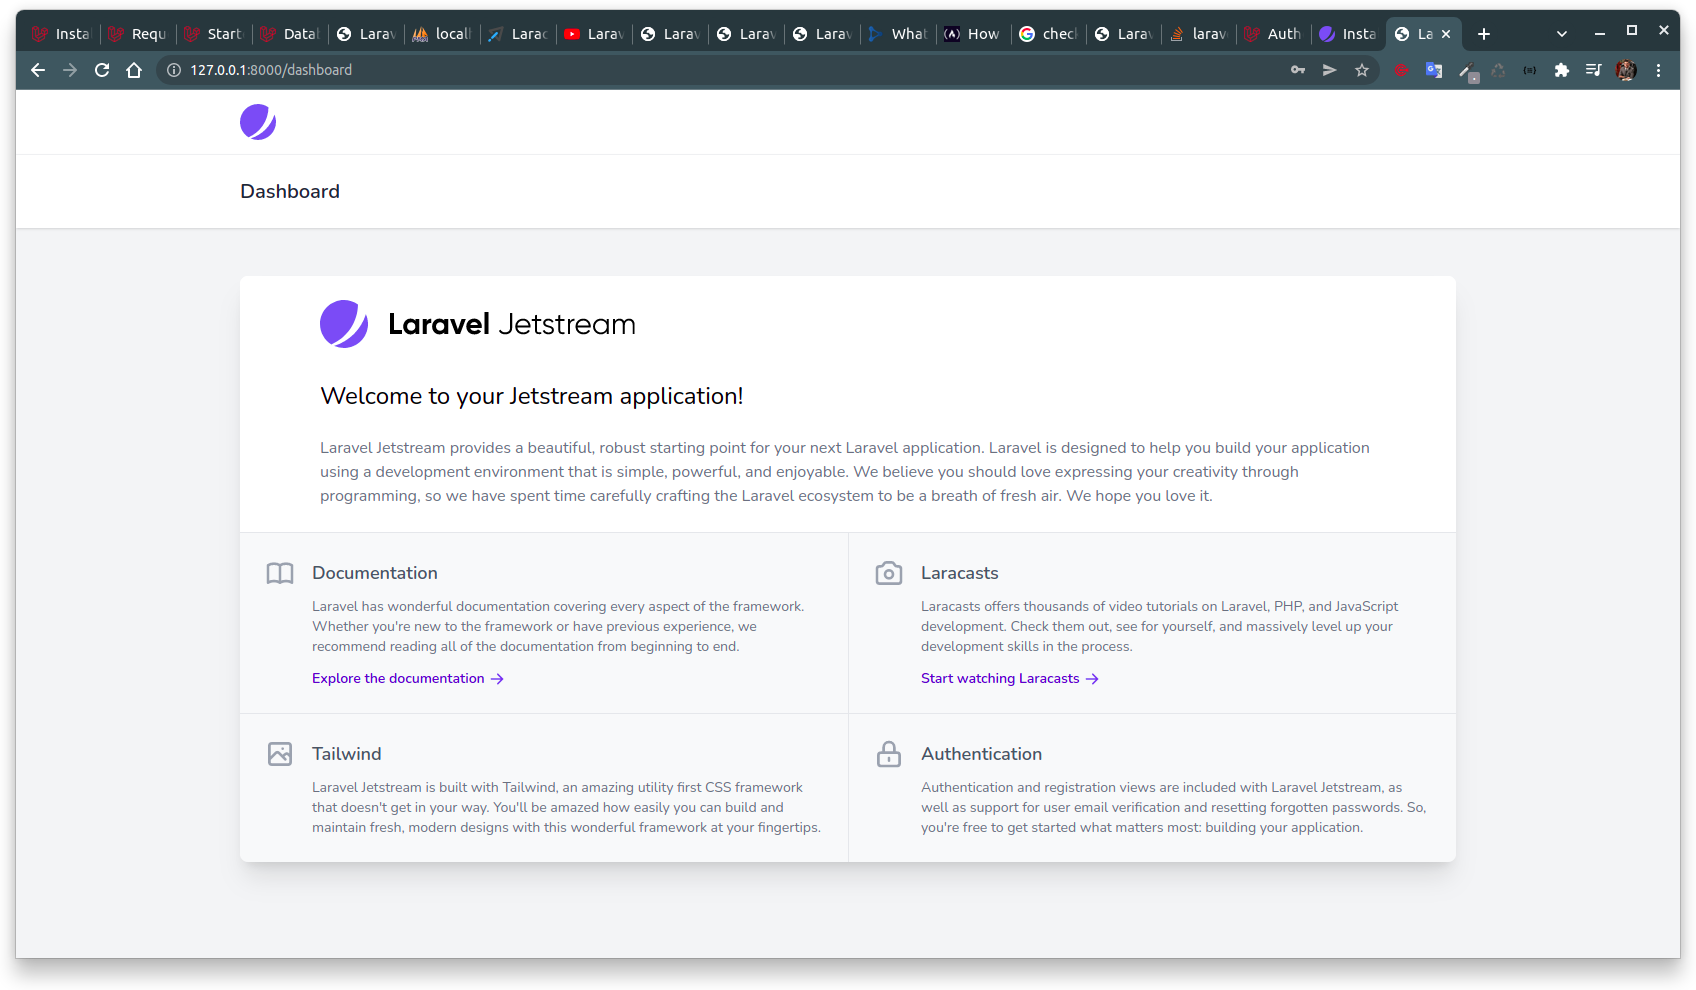 Insta Requ Start Datab Larav local Larac Larav Larav Larav Larav What How chec Larav larav Auth Insta La
127.0.0.1:8000/dashboard
Dashboard
Laravel Jetstream
Welcome to your Jetstream application!
Laravel Jetstream provides a beautiful, robust starting point for your next Laravel application. Laravel is designed to help you build your application
using a development environment that is simple, powerful, and enjoyable. We believe you should love expressing your creativity through
programming, so we have spent time carefully crafting the Laravel ecosystem to be a breath of fresh air. We hope you love it.
Documentation
Laravel has wonderful documentation covering every aspect of the framework.
Whether you're new to the framework or have previous experience, we
recommend reading all of the documentation from beginning to end.
Explore the documentation
Laracasts
Laracasts offers thousands of video tutorials on Laravel, PHP, and JavaScript
development. Check them out, see for yourself, and massively level up your
development skills in the process.
Start watching Laracasts
Tailwind
Laravel Jetstream is built with Tailwind, an amazing utility first CSS framework
that doesn't get in your way. You'll be amazed how easily you can build and
maintain fresh, modern designs with this wonderful framework at your fingertips.
Authentication
Authentication and registration views are included with Laravel Jetstream, as
well as support for user email verification and resetting forgotten passwords. So,
you're free to get started what matters most: building your application.